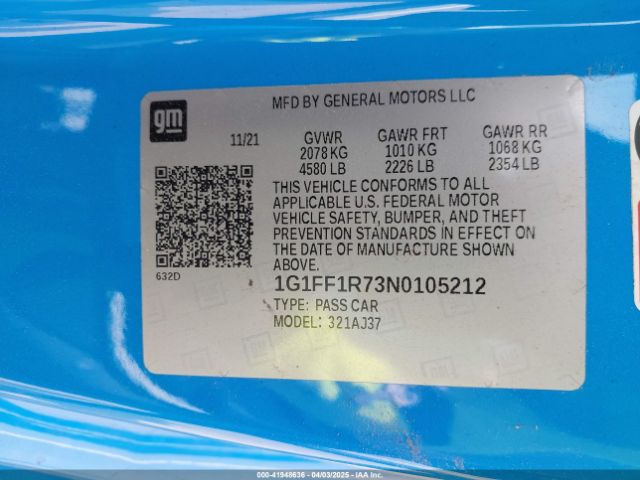 MFD BY GENERAL MOTORS LLC
gm
11/21 GVWR GAWR FRT GAWR RR
2078 KG 1010 KG 1068 KG
4580 LB 2226 LB 2354 LB
THIS VEHICLE CONFORMS TO ALL
APPLICABLE U.S. FEDERAL MOTOR
VEHICLE SAFETY, BUMPER, AND THEFT
PREVENTION STANDARDS IN EFFECT ON
THE DATE OF MANUFACTURE SHOWN
ABOVE.
632D
1G1FF1R73N0105212
TYPE: PASS CAR
MODEL: 321AJ37
000-41948636 - 04/03/2025 - IAAI.COM